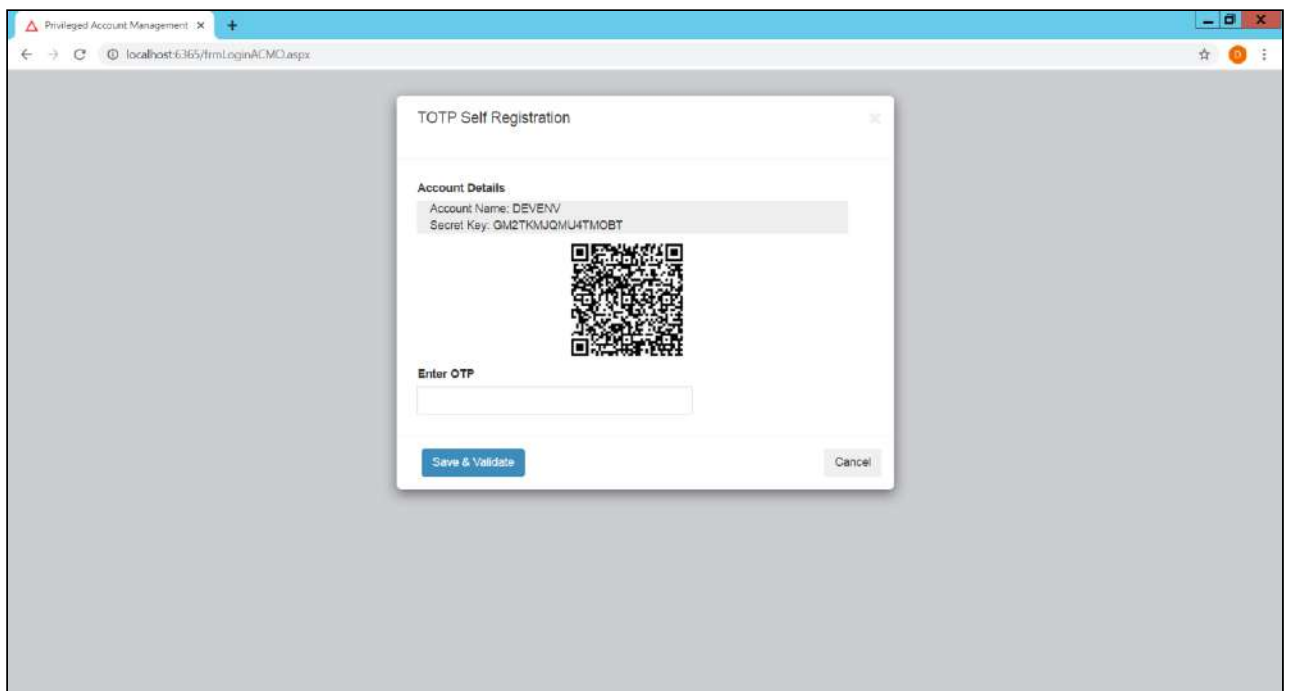 Privileged Account Management
localhost:6365/frmLoginACMO.aspx
D
TOTP Self Registration
Account Details
Account Name: DEVENV
Secret Key: GM2TKMJQMU4TMOBT
Enter OTP
Save & Validate
Cancel